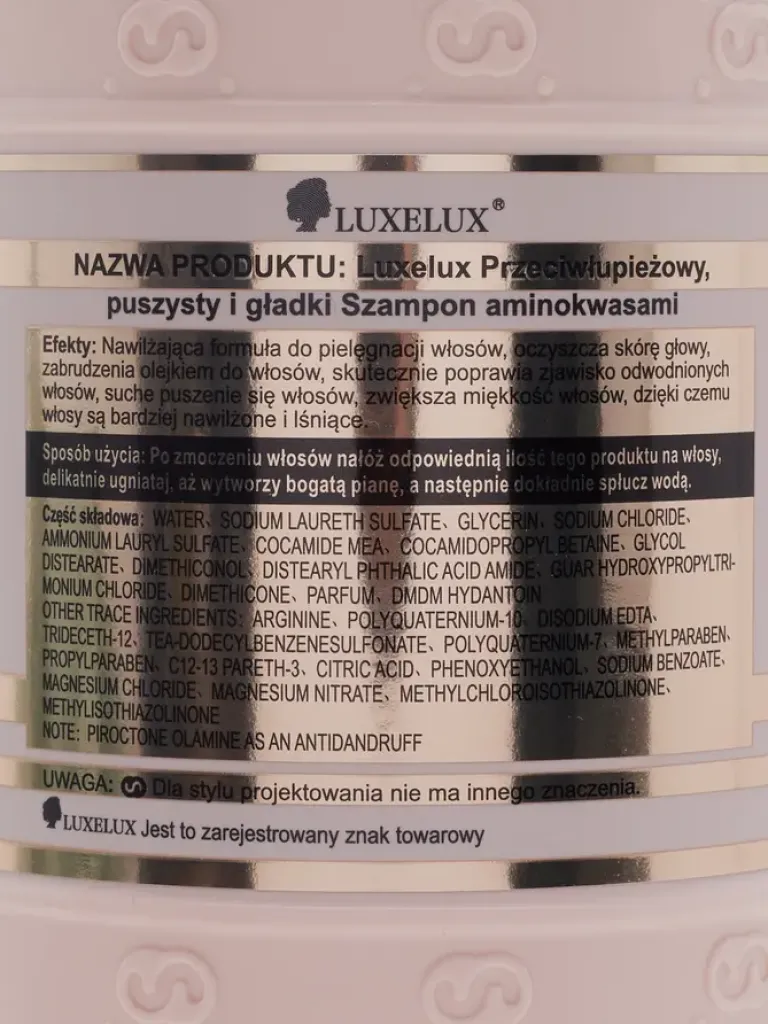 LUXELUX®
NAZWA PRODUKTU: Luxelux Przeciwłupieżowy,
puszysty i gładki Szampon aminokwasami
Efekty: Nawilżająca formuła do pielęgnacji włosów, oczyszcza skórę głowy,
zabrudzenia olejkiem do włosów, skutecznie poprawia zjawisko odwodnionych
włosów, suche puszenie się włosów, zwiększa miękkość włosów, dzięki czemu
włosy są bardziej nawilżone i lśniące.
Sposób użycia: Po zmoczeniu włosów nałóż odpowiednią ilość tego produktu na włosy,
delikatnie ugniataj, aż wytworzy bogatą pianę, a następnie dokładnie spłucz wodą.
Część składowa: WATER、SODIUM LAURETH SULFATE、GLYCERIN、SODIUM CHLORIDE、
AMMONIUM LAURYL SULFATE、COCAMIDE MEA、COCAMIDOPROPYL BETAINE、GLYCOL
DISTEARATE、DIMETHICONOL、DISTEARYL PHTHALIC ACID AMIDE、GUAR HYDROXYPROPYLTRI-
MONIUM CHLORIDE、DIMETHICONE、PARFUM、DMDM HYDANTOIN
OTHER TRACE INGREDIENTS: ARGININE、POLYQUATERNIUM-10、DISODIUM EDTA、
TRIDECETH-12、TEA-DODECYLBENZENESULFONATE、POLYQUATERNIUM-7、METHYLPARABEN、
PROPYLPARABEN、C12-13 PARETH-3、CITRIC ACID、PHENOXYETHANOL、SODIUM BENZOATE、
MAGNESIUM CHLORIDE、MAGNESIUM NITRATE、METHYLCHLOROISOTHIAZOLINONE、
METHYLISOTHIAZOLINONE
NOTE: PIROCTONE OLAMINE AS AN ANTIDANDRUFF
UWAGA: S Dla stylu projektowania nie ma innego znaczenia.
LUXELUX Jest to zarejestrowany znak towarowy